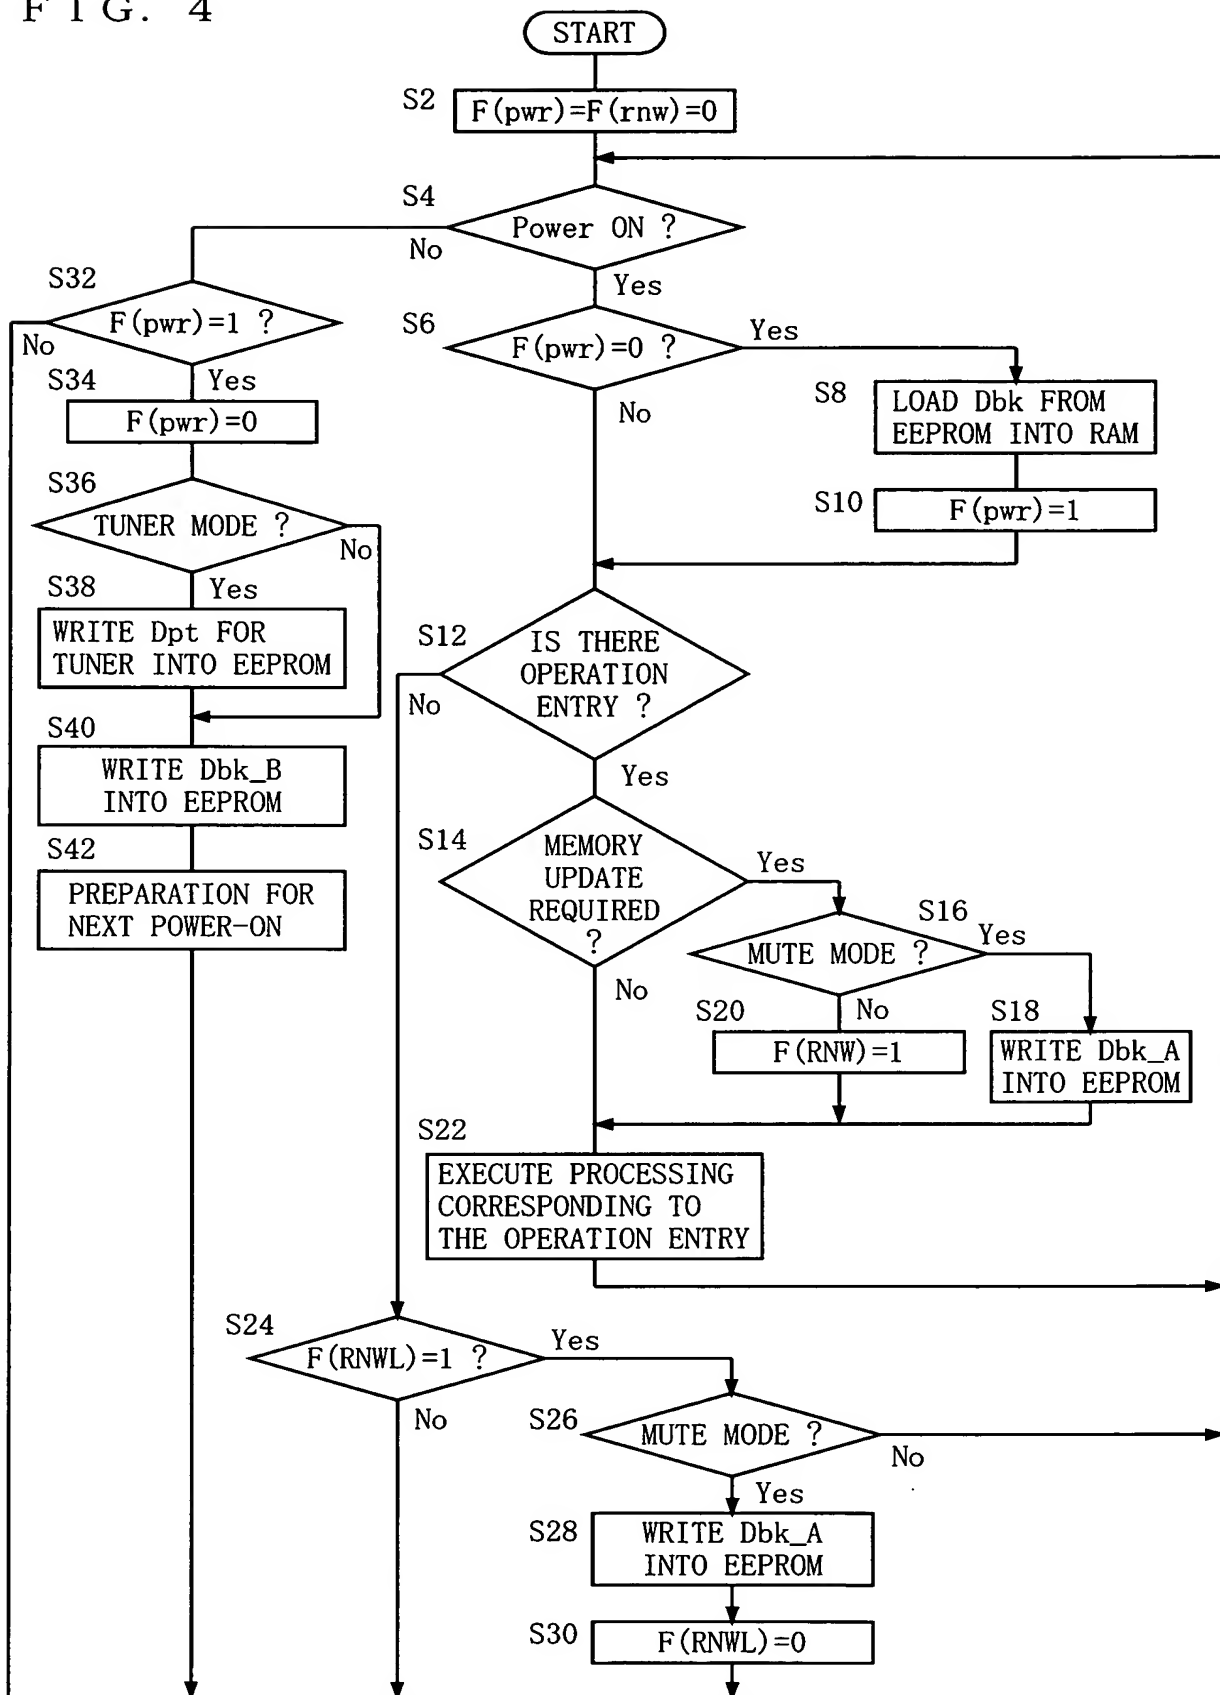 FIG. 4
START
S2
F(pwr)=F(rnw)=0
S4
Power ON ?
No
Yes
S32
F(pwr)=1 ?
No
Yes
S6
F(pwr)=0 ?
Yes
No
S8
LOAD Dbk FROM
EEPROM INTO RAM
S10
F(pwr)=1
S34
F(pwr)=0
S36
TUNER MODE ?
No
Yes
S38
WRITE Dpt FOR
TUNER INTO EEPROM
S40
WRITE Dbk_B
INTO EEPROM
S42
PREPARATION FOR
NEXT POWER-ON
S12
IS THERE
OPERATION
ENTRY ?
No
Yes
S14
MEMORY
UPDATE
REQUIRED
?
Yes
No
S16
MUTE MODE ?
Yes
No
S20
F(RNW)=1
S18
WRITE Dbk_A
INTO EEPROM
S22
EXECUTE PROCESSING
CORRESPONDING TO
THE OPERATION ENTRY
S24
F(RNWL)=1 ?
Yes
No
S26
MUTE MODE ?
No
Yes
S28
WRITE Dbk_A
INTO EEPROM
S30
F(RNWL)=0